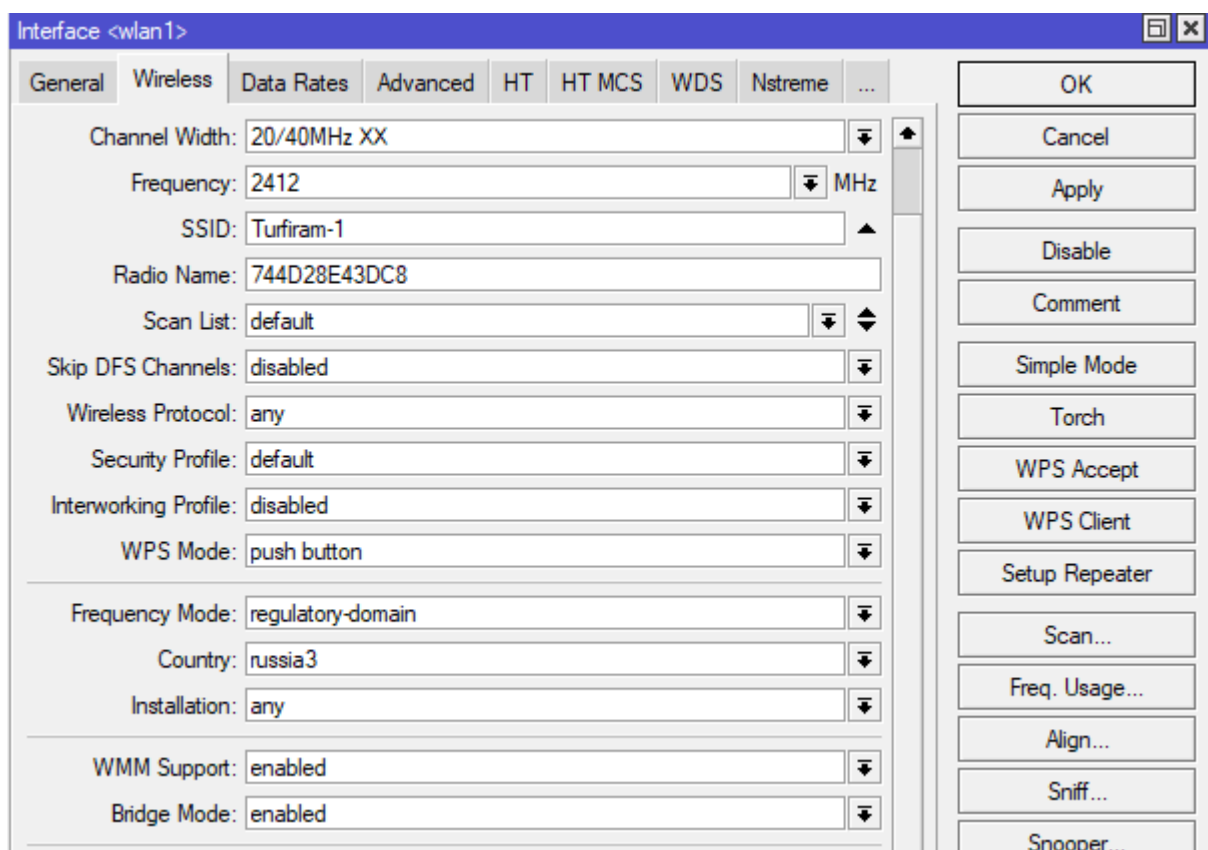 Interface <wlan1>
General Wireless Data Rates Advanced HT HT MCS WDS Nstreme ...
Channel Width: 20/40MHz XX
Frequency: 2412 MHz
SSID: Turfiram-1
Radio Name: 744D28E43DC8
Scan List: default
Skip DFS Channels: disabled
Wireless Protocol: any
Security Profile: default
Interworking Profile: disabled
WPS Mode: push button
Frequency Mode: regulatory-domain
Country: russia3
Installation: any
WMM Support: enabled
Bridge Mode: enabled
OK
Cancel
Apply
Disable
Comment
Simple Mode
Torch
WPS Accept
WPS Client
Setup Repeater
Scan...
Freq. Usage...
Align...
Sniff...
Snooper...